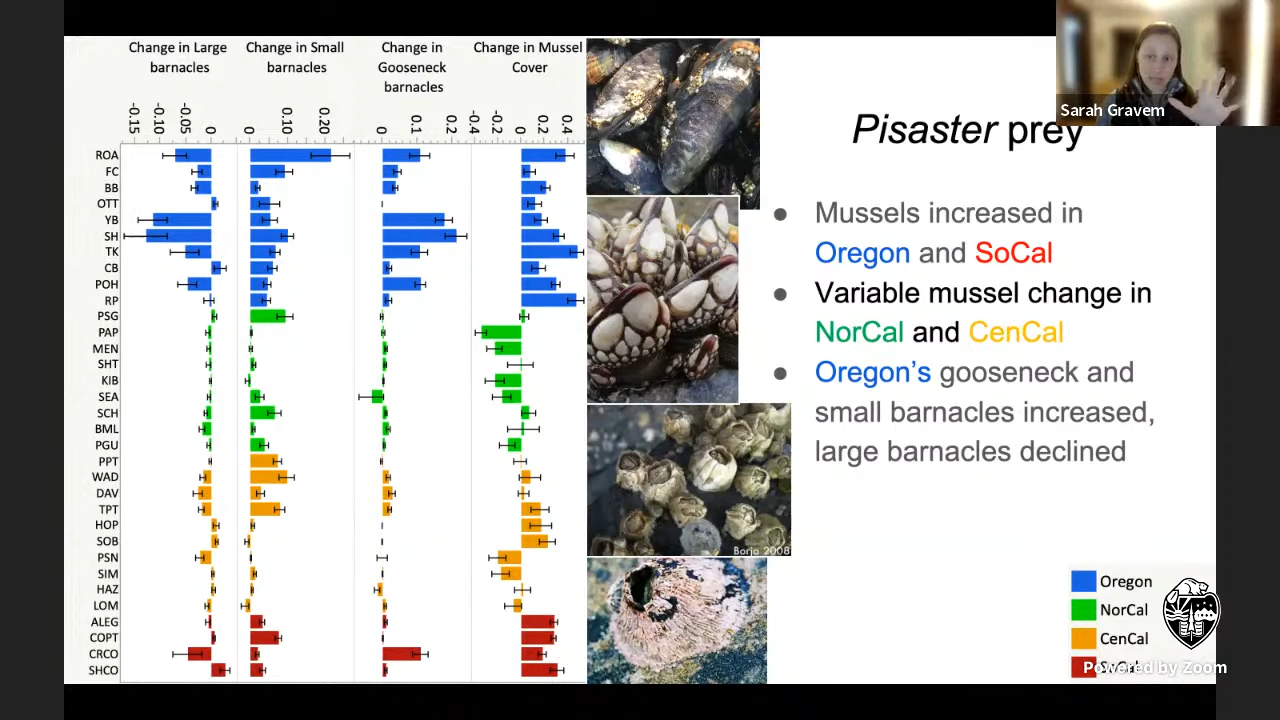 Change in Large
barnacles
Change in Small
barnacles
Change in
Gooseneck
barnacles
Change in Mussel
Cover
-0.15 -0.10 -0.05 0
0 0.10 0.20
0 0.1 0.2
-0.4 -0.2 0 0.2 0.4
ROA
FC
BB
OTT
YB
SH
TK
CB
POH
RP
PSG
PAP
MEN
SHT
KIB
SEA
SCH
BML
PGU
PPT
WAD
DAV
TPT
HOP
SOB
PSN
SIM
HAZ
LOM
ALEG
COPT
CRCO
SHCO
Borja 2008
Sarah Gravem
Pisaster prey
● Mussels increased in
Oregon and SoCal
● Variable mussel change in
NorCal and CenCal
● Oregon's gooseneck and
small barnacles increased,
large barnacles declined
Oregon
NorCal
CenCal
Powered by Zoom